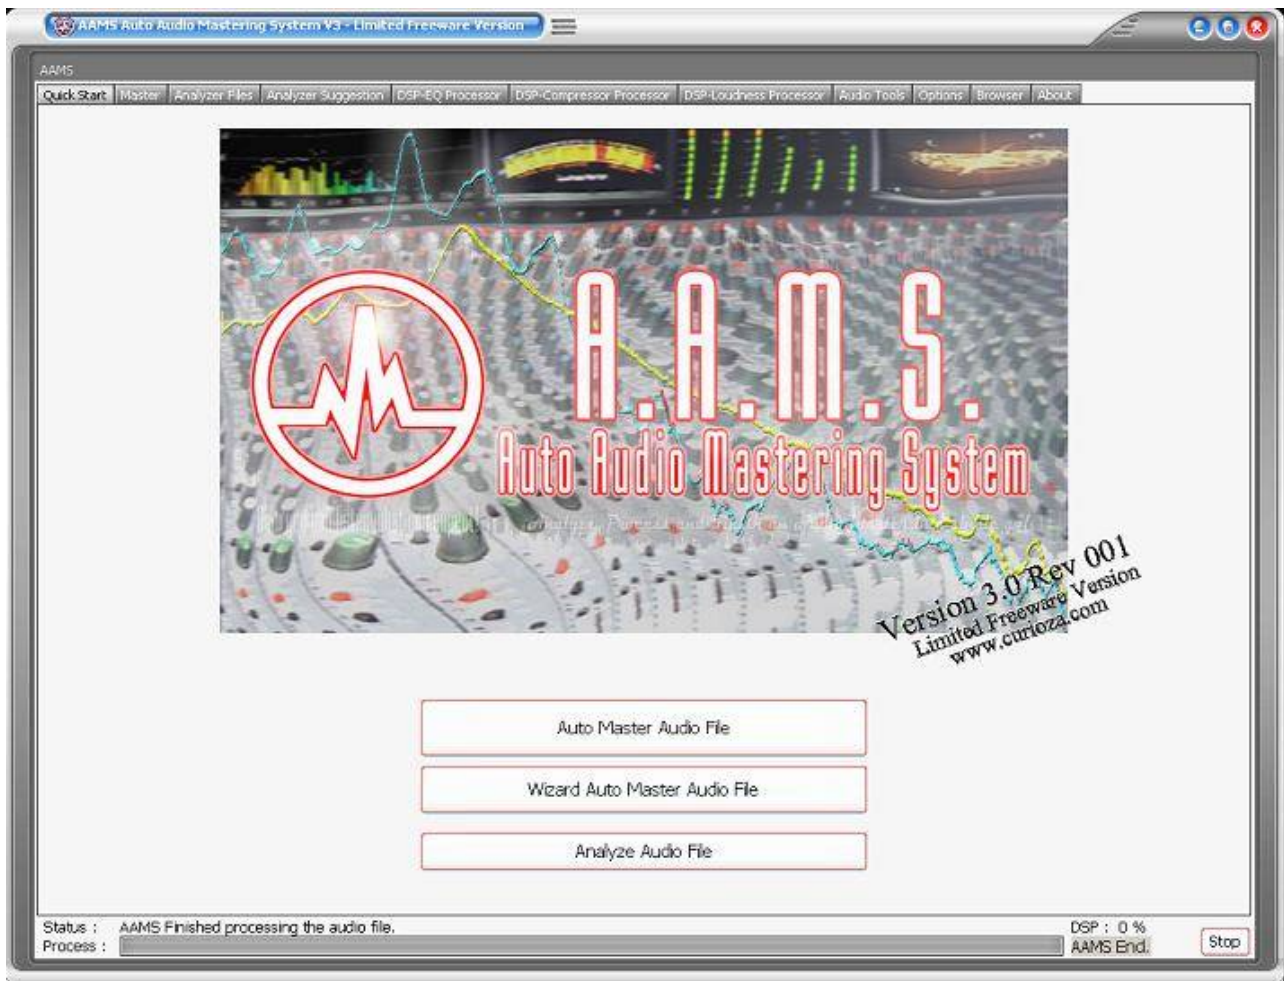 AAMS Auto Audio Mastering System V3 - Limited Freeware Version
AAMS
Quick Start Master Analyzer Files Analyzer Suggestion DSP-EQ Processor DSP-Compressor Processor DSP-Loudness Processor Audio Tools Options Browser About
A.A.M.S.
Auto Audio Mastering System
Version 3.0 Rev 001
Limited Freeware Version
www.curioza.com
Auto Master Audio File
Wizard Auto Master Audio File
Analyze Audio File
Status : AAMS Finished processing the audio file. DSP : 0 %
Process : AAMS End. Stop